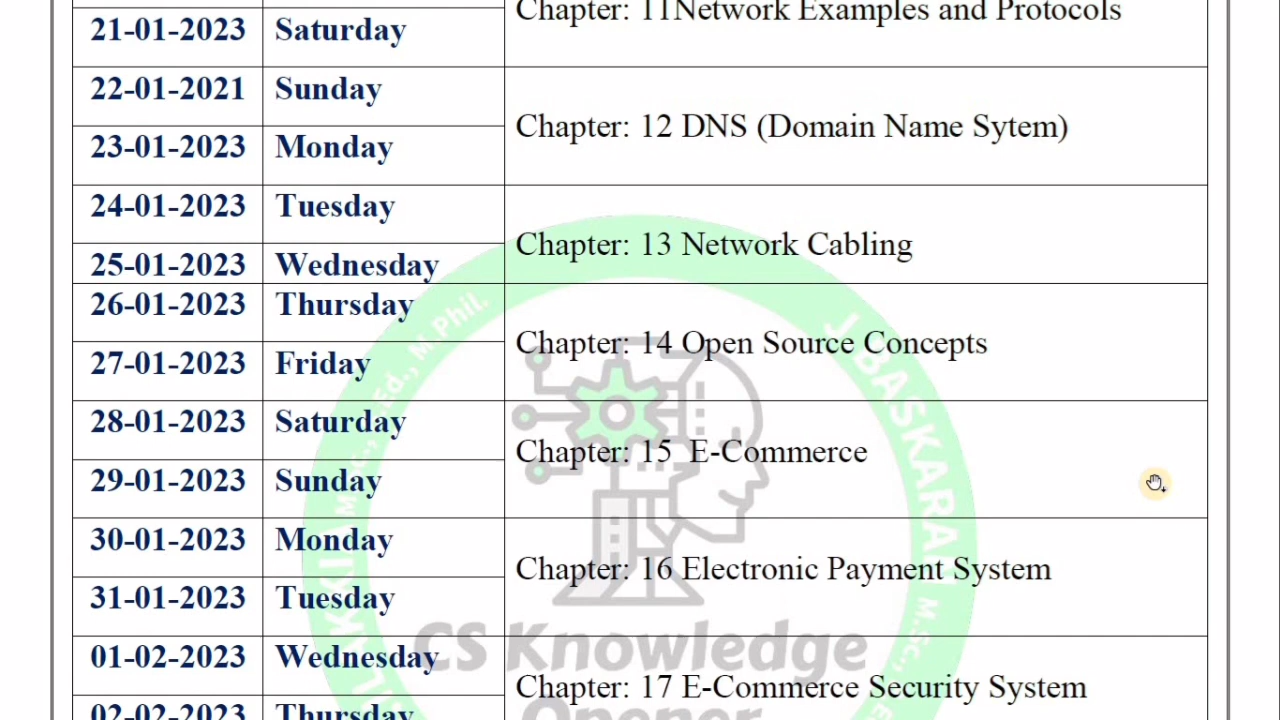 Chapter: 11Network Examples and Protocols
21-01-2023 Saturday
22-01-2021 Sunday
Chapter: 12 DNS (Domain Name Sytem)
23-01-2023 Monday
24-01-2023 Tuesday
Chapter: 13 Network Cabling
25-01-2023 Wednesday
26-01-2023 Thursday
Chapter: 14 Open Source Concepts
27-01-2023 Friday
28-01-2023 Saturday
Chapter: 15 E-Commerce
29-01-2023 Sunday
30-01-2023 Monday
Chapter: 16 Electronic Payment System
31-01-2023 Tuesday
01-02-2023 Wednesday
Chapter: 17 E-Commerce Security System
02-02-2023 Thursday
J.BASKARAN M.Sc.,
M.Phil.
CS Knowledge
Opener